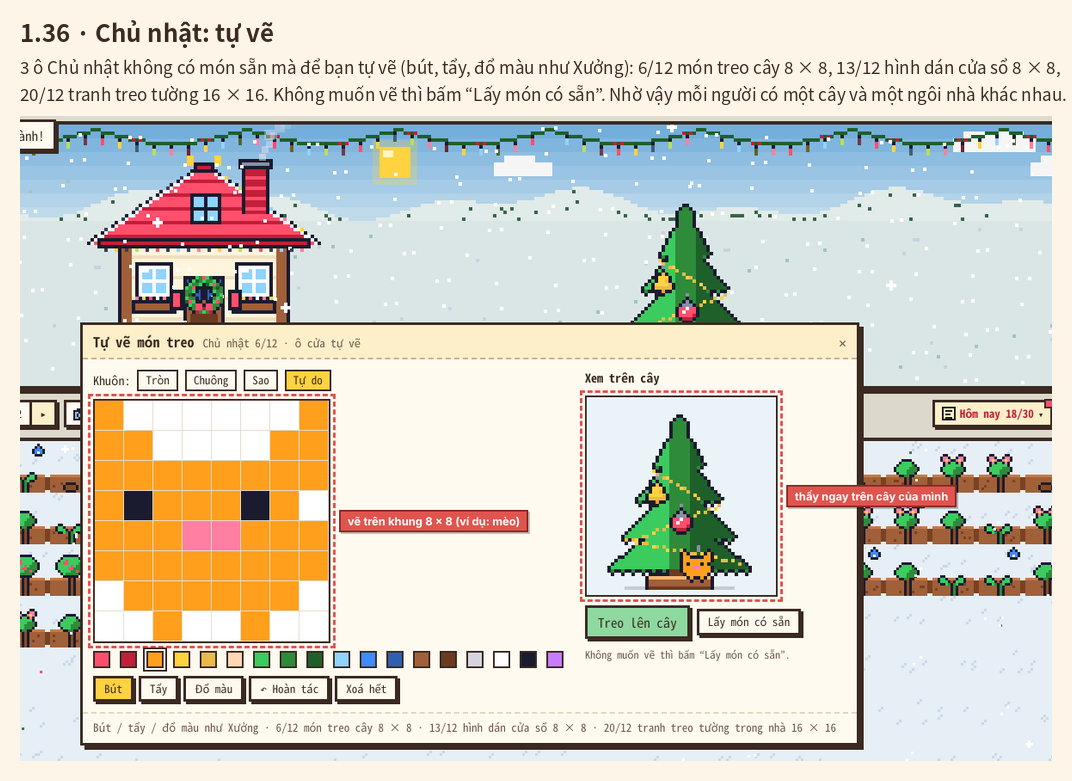 1.36 · Chủ nhật: tự vẽ
3 ô Chủ nhật không có món sẵn mà để bạn tự vẽ (bút, tẩy, đổ màu như Xưởng): 6/12 món treo cây 8 × 8, 13/12 hình dán cửa sổ 8 × 8,
20/12 tranh treo tường 16 × 16. Không muốn vẽ thì bấm “Lấy món có sẵn”. Nhờ vậy mỗi người có một cây và một ngôi nhà khác nhau.
ành!
Tự vẽ món treo Chủ nhật 6/12 · ô cửa tự vẽ ×
Khuôn: Tròn Chuông Sao Tự do
Xem trên cây
Hôm nay 18/30 ▾
thấy ngay trên cây của mình
vẽ trên khung 8 × 8 (ví dụ: mèo)
Treo lên cây Lấy món có sẵn
Không muốn vẽ thì bấm “Lấy món có sẵn”.
Bút Tẩy Đổ màu ↶ Hoàn tác Xoá hết
Bút / tẩy / đổ màu như Xưởng · 6/12 món treo cây 8 × 8 · 13/12 hình dán cửa sổ 8 × 8 · 20/12 tranh treo tường trong nhà 16 × 16